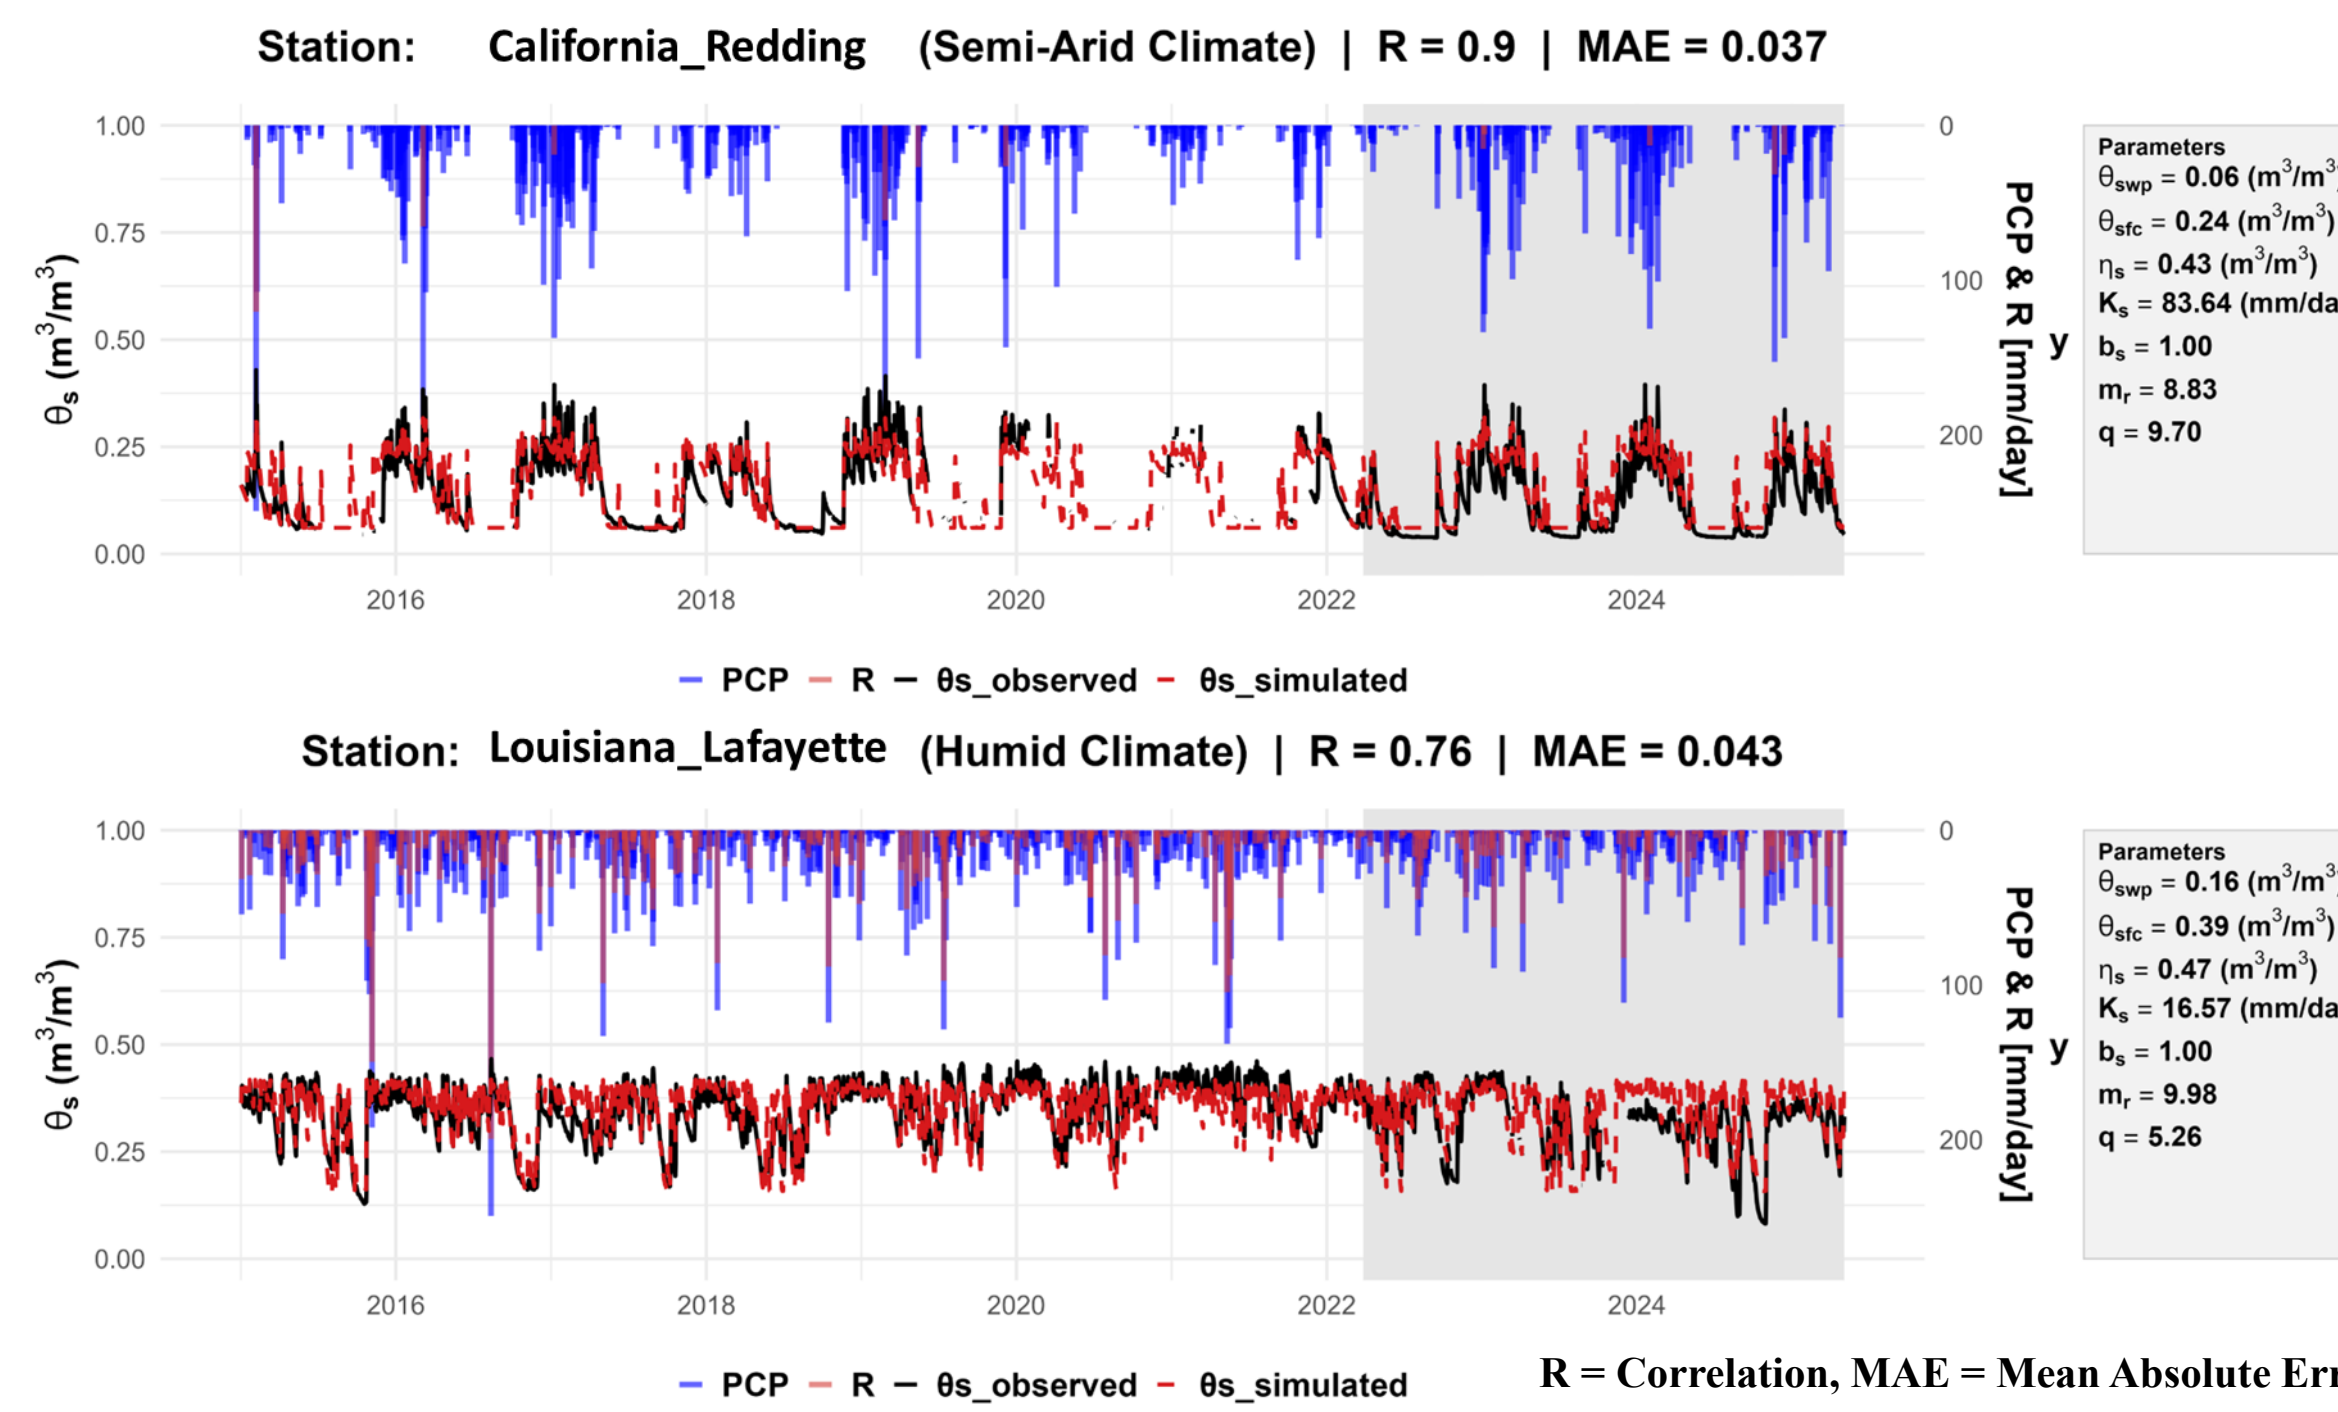 Station: California_Redding (Semi-Arid Climate) | R = 0.9 | MAE = 0.037
1.00
0.75
0.50
0.25
0.00
θs (m³/m³)
0
100
200
PCP & R [mm/day]
y
2016 2018 2020 2022 2024
Parameters
θswp = 0.06 (m³/m³
θsfc = 0.24 (m³/m³)
ηs = 0.43 (m³/m³)
Ks = 83.64 (mm/da
bs = 1.00
mr = 8.83
q = 9.70
PCP R θs_observed θs_simulated
Station: Louisiana_Lafayette (Humid Climate) | R = 0.76 | MAE = 0.043
1.00
0.75
0.50
0.25
0.00
θs (m³/m³)
0
100
200
PCP & R [mm/day]
y
2016 2018 2020 2022 2024
Parameters
θswp = 0.16 (m³/m³
θsfc = 0.39 (m³/m³)
ηs = 0.47 (m³/m³)
Ks = 16.57 (mm/da
bs = 1.00
mr = 9.98
q = 5.26
PCP R θs_observed θs_simulated
R = Correlation, MAE = Mean Absolute Err